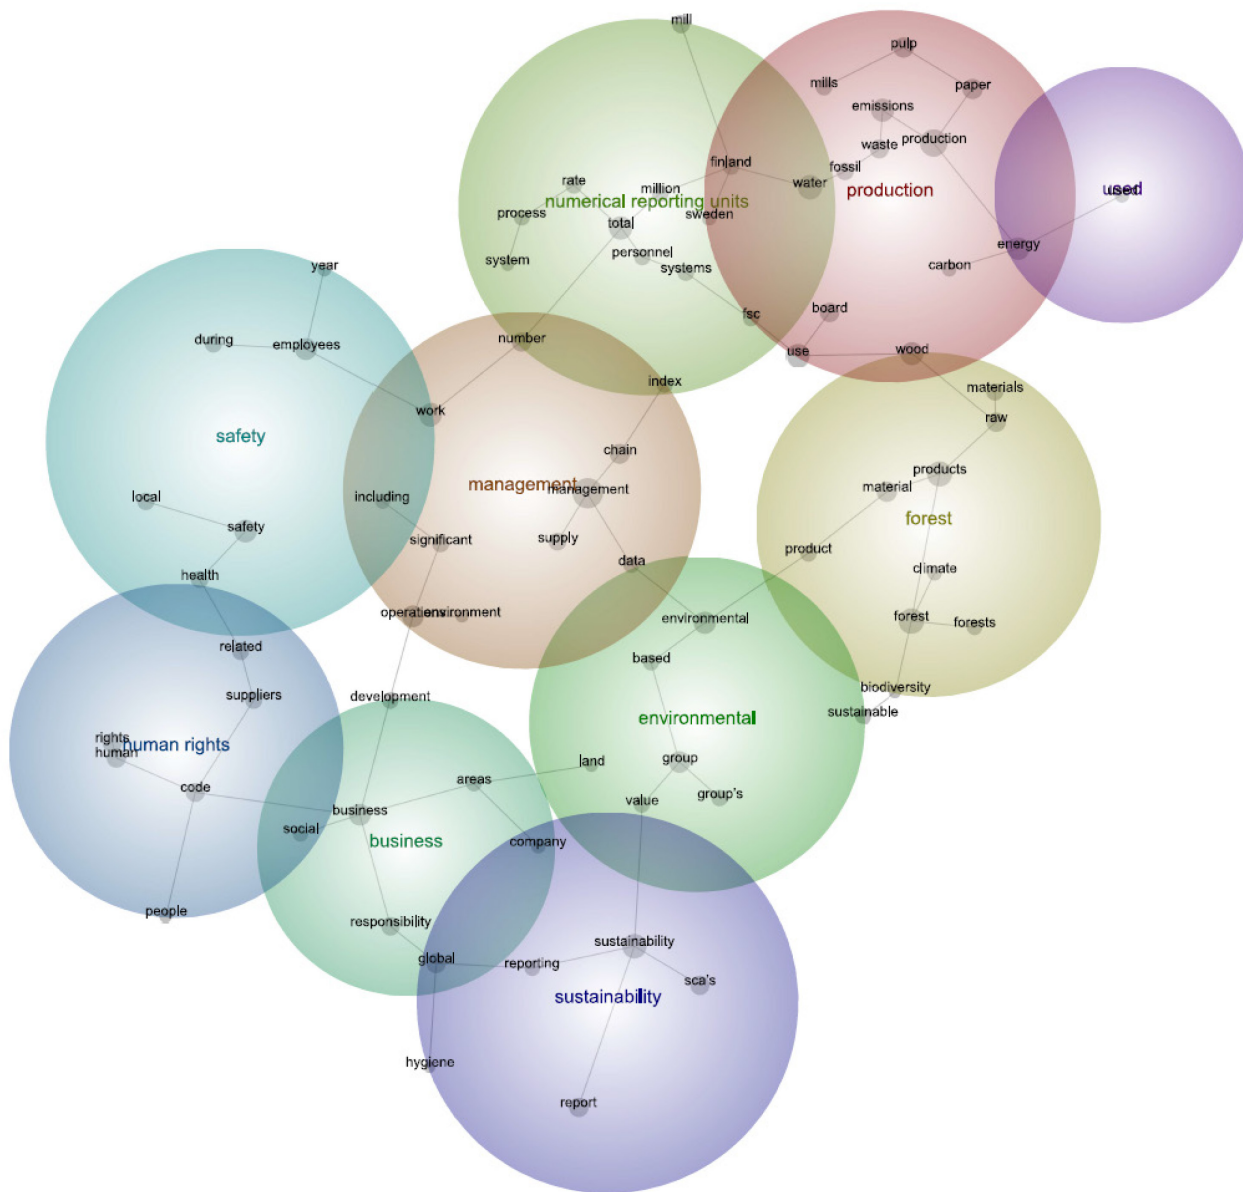 mill
pulp
mills
paper
emissions
production
waste
finland
fossil
water
production
used
used
rate
million
numerical reporting units
process
sweden
total
personnel
system
systems
energy
carbon
year
fsc
board
during
employees
number
use
wood
index
materials
work
raw
safety
chain
products
management
management
material
local
including
forest
safety
significant
supply
product
health
data
climate
operations
environment
environmental
forest
forests
related
based
suppliers
development
biodiversity
sustainable
environmental
rights
human
human rights
group
land
areas
code
value
group's
business
social
business
company
people
responsibility
sustainability
global
reporting
sca's
sustainability
hygiene
report